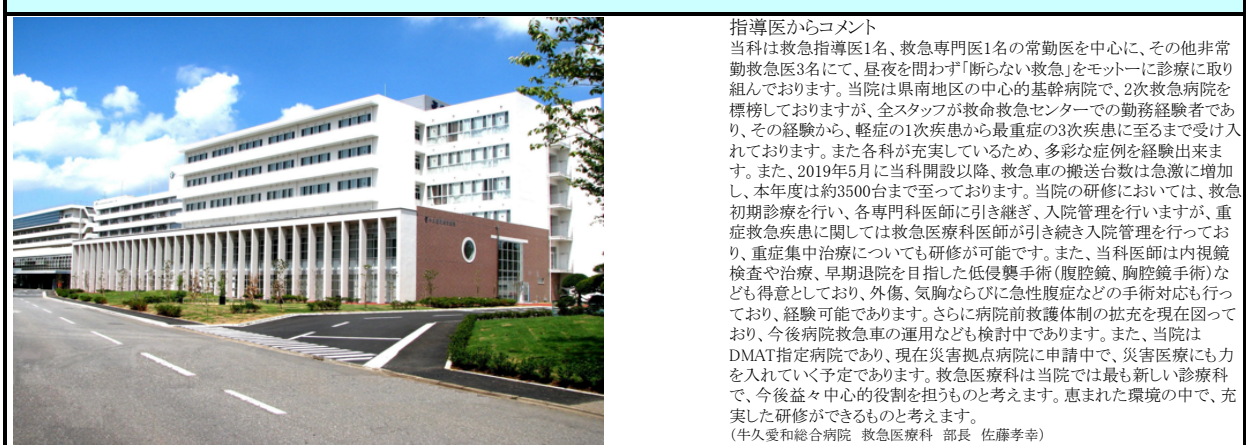 指導医からコメント
当科は救急指導医1名、救急専門医1名の常勤医を中心に、その他非常
勤救急医3名にて、昼夜を問わず「断らない救急」をモットーに診療に取り
組んでおります。当院は県南地区の中心的基幹病院で、2次救急病院を
標榜しておりますが、全スタッフが救命救急センターでの勤務経験者であ
り、その経験から、軽症の1次疾患から最重症の3次疾患に至るまで受け入
れております。また各科が充実しているため、多彩な症例を経験出来ま
す。また、2019年5月に当科開設以降、救急車の搬送台数は急激に増加
し、本年度は約3500台まで至っております。当院の研修においては、救急
初期診療を行い、各専門科医師に引き継ぎ、入院管理を行いますが、重
症救急疾患に関しては救急医療科医師が引き続き入院管理を行ってお
り、重症集中治療についても研修が可能です。また、当科医師は内視鏡
検査や治療、早期退院を目指した低侵襲手術(腹腔鏡、胸腔鏡手術)な
ども得意としており、外傷、気胸ならびに急性腹症などの手術対応も行っ
ており、経験可能であります。さらに病院前救護体制の拡充を現在図って
おり、今後病院救急車の運用なども検討中であります。また、当院は
DMAT指定病院であり、現在災害拠点病院に申請中で、災害医療にも力
を入れていく予定であります。救急医療科は当院では最も新しい診療科
で、今後益々中心的役割を担うものと考えます。恵まれた環境の中で、充
実した研修ができるものと考えます。
(牛久愛和総合病院 救急医療科 部長 佐藤孝幸)